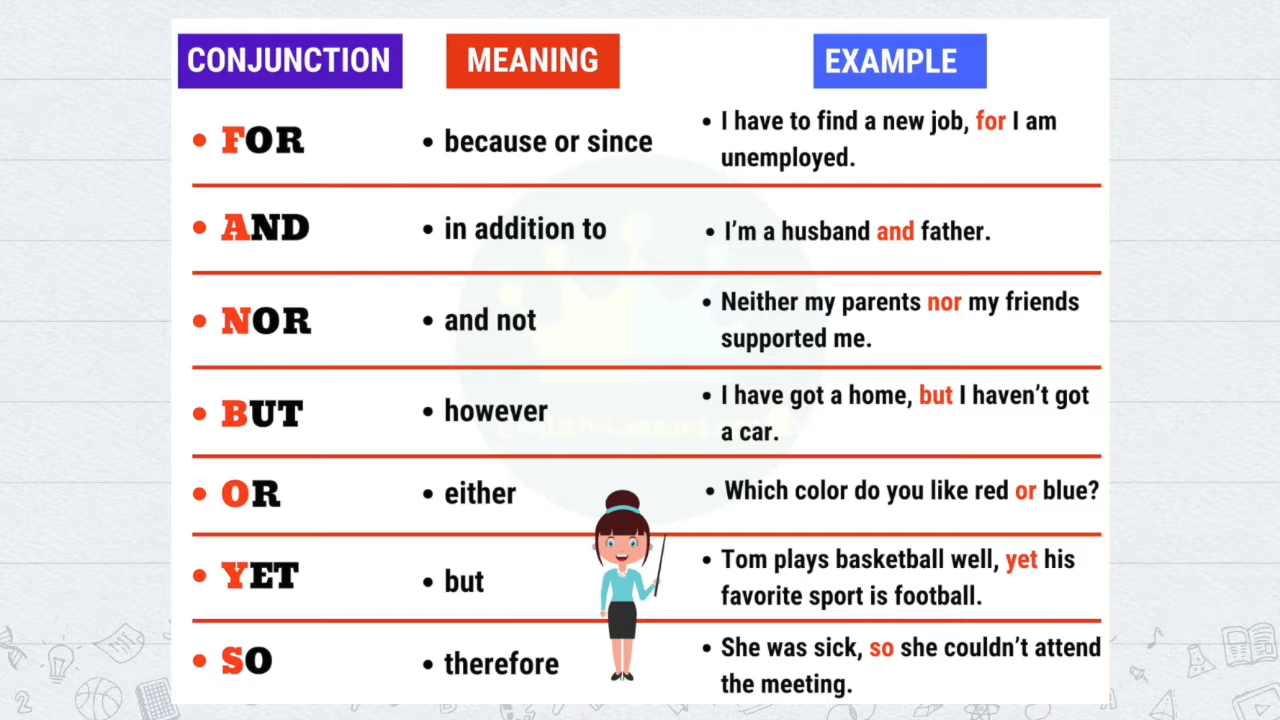 CONJUNCTION MEANING EXAMPLE
• FOR • because or since • I have to find a new job, for I am
unemployed.
• AND • in addition to • I'm a husband and father.
• NOR • and not • Neither my parents nor my friends
supported me.
• BUT • however • I have got a home, but I haven't got
a car.
• OR • either • Which color do you like red or blue?
• YET • but • Tom plays basketball well, yet his
favorite sport is football.
• SO • therefore • She was sick, so she couldn't attend
the meeting.